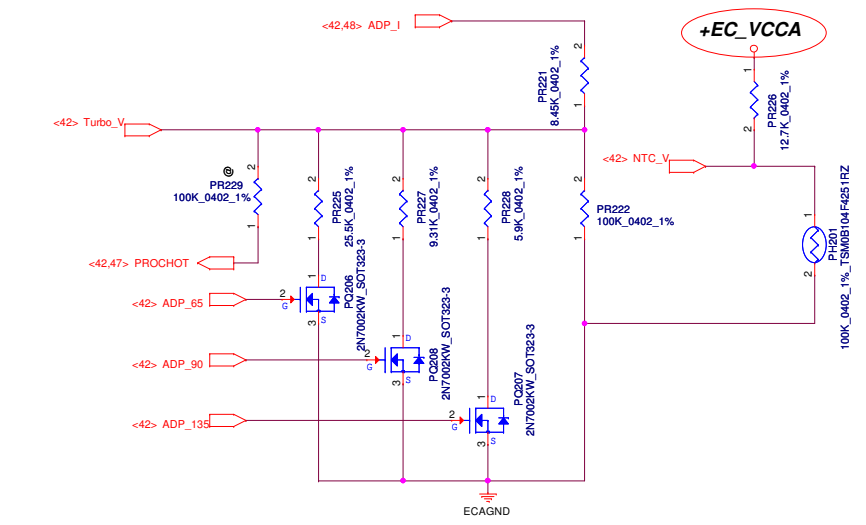 <42,48> ADP_I
+EC_VCCA
2
PR221
8.45K_0402_1%
1
1
PR226
12.7K_0402_1%
2
<42> Turbo_V
<42> NTC_V
@
PR229
100K_0402_1%
2
1
2
PR225
25.5K_0402_1%
1
2
PR227
9.31K_0402_1%
1
2
PR228
5.9K_0402_1%
1
2
PR222
100K_0402_1%
1
1
PH201
100K_0402_1%_TSM0B104F4251RZ
2
<42,47> PROCHOT
<42> ADP_65
2
G
1
D
S
3
PQ206
2N7002KW_SOT323-3
<42> ADP_90
2
G
1
D
S
3
PQ208
2N7002KW_SOT323-3
<42> ADP_135
2
G
1
D
S
3
PQ207
2N7002KW_SOT323-3
ECAGND